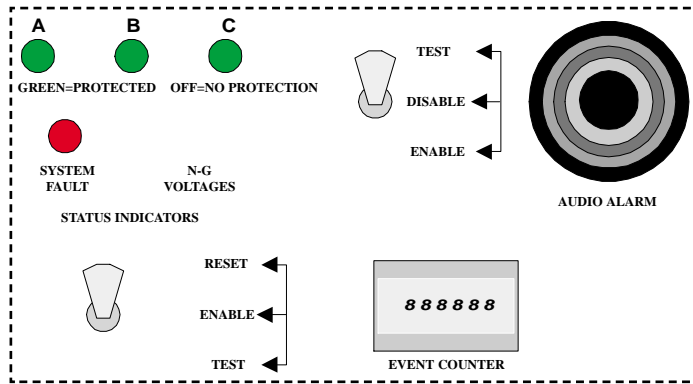 A B C
GREEN=PROTECTED OFF=NO PROTECTION
SYSTEM
FAULT
N-G
VOLTAGES
STATUS INDICATORS
TEST
DISABLE
ENABLE
AUDIO ALARM
RESET
ENABLE
TEST
888888
EVENT COUNTER